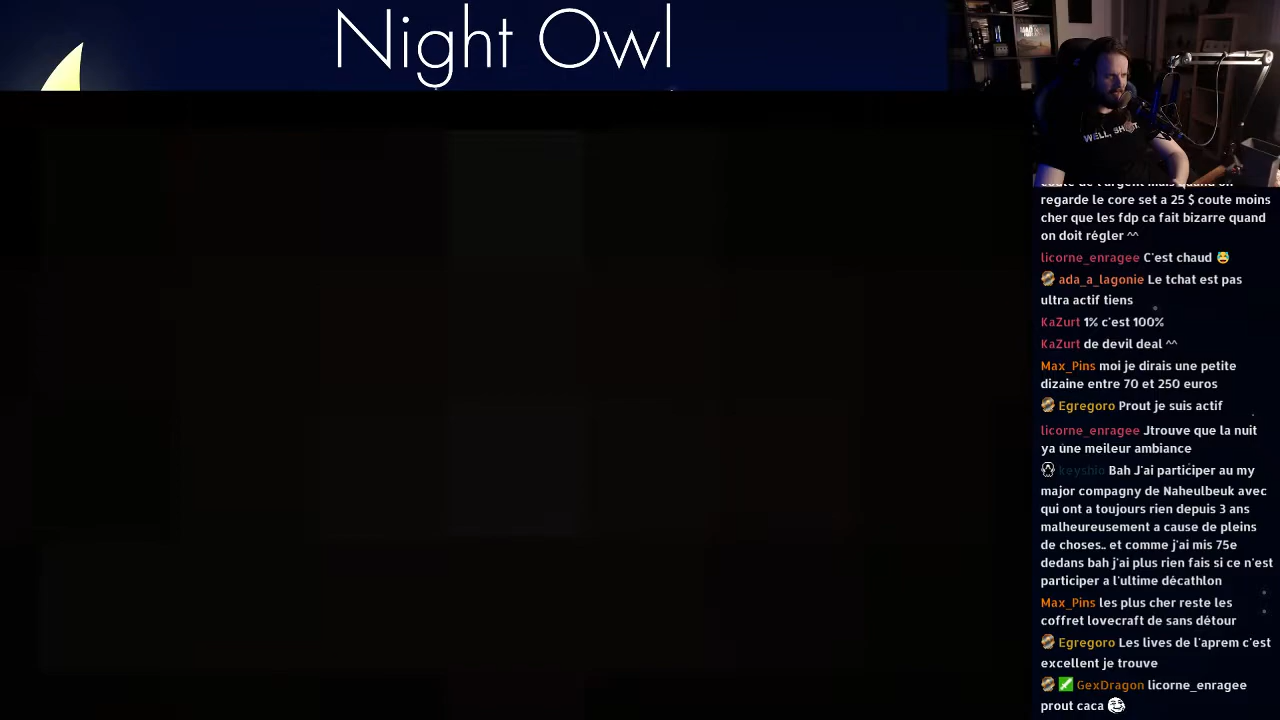 Night Owl
WELL, SH*T.
regarde le core set a 25 $ coute moins
cher que les fdp ca fait bizarre quand
on doit régler ^^
licorne_enragee C'est chaud 😰
ada_a_lagonie Le tchat est pas
ultra actif tiens
KaZurt 1% c'est 100%
KaZurt de devil deal ^^
Max_Pins moi je dirais une petite
dizaine entre 70 et 250 euros
Egregoro Prout je suis actif
licorne_enragee Jtrouve que la nuit
ya une meileur ambiance
keyshio Bah J'ai participer au my
major compagny de Naheulbeuk avec
qui ont a toujours rien depuis 3 ans
malheureusement a cause de pleins
de choses.. et comme j'ai mis 75e
dedans bah j'ai plus rien fais si ce n'est
participer a l'ultime décathlon
Max_Pins les plus cher reste les
coffret lovecraft de sans détour
Egregoro Les lives de l'aprem c'est
excellent je trouve
GexDragon licorne_enragee
prout caca